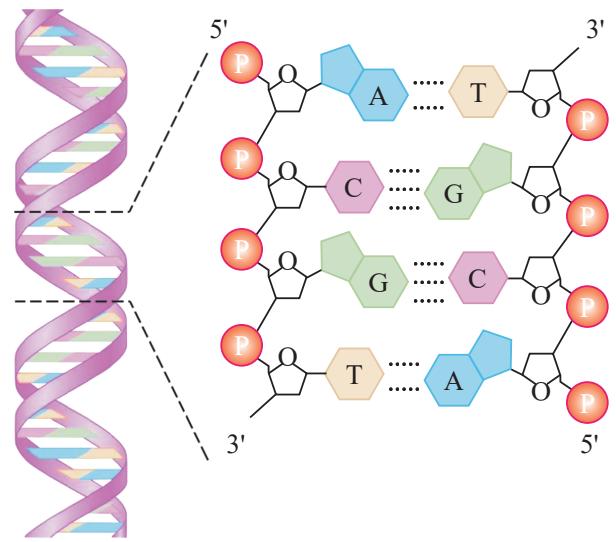 5' 3'
P O A T O P
P O C G O P
P O G C O P
P O T A O P
3' 5'